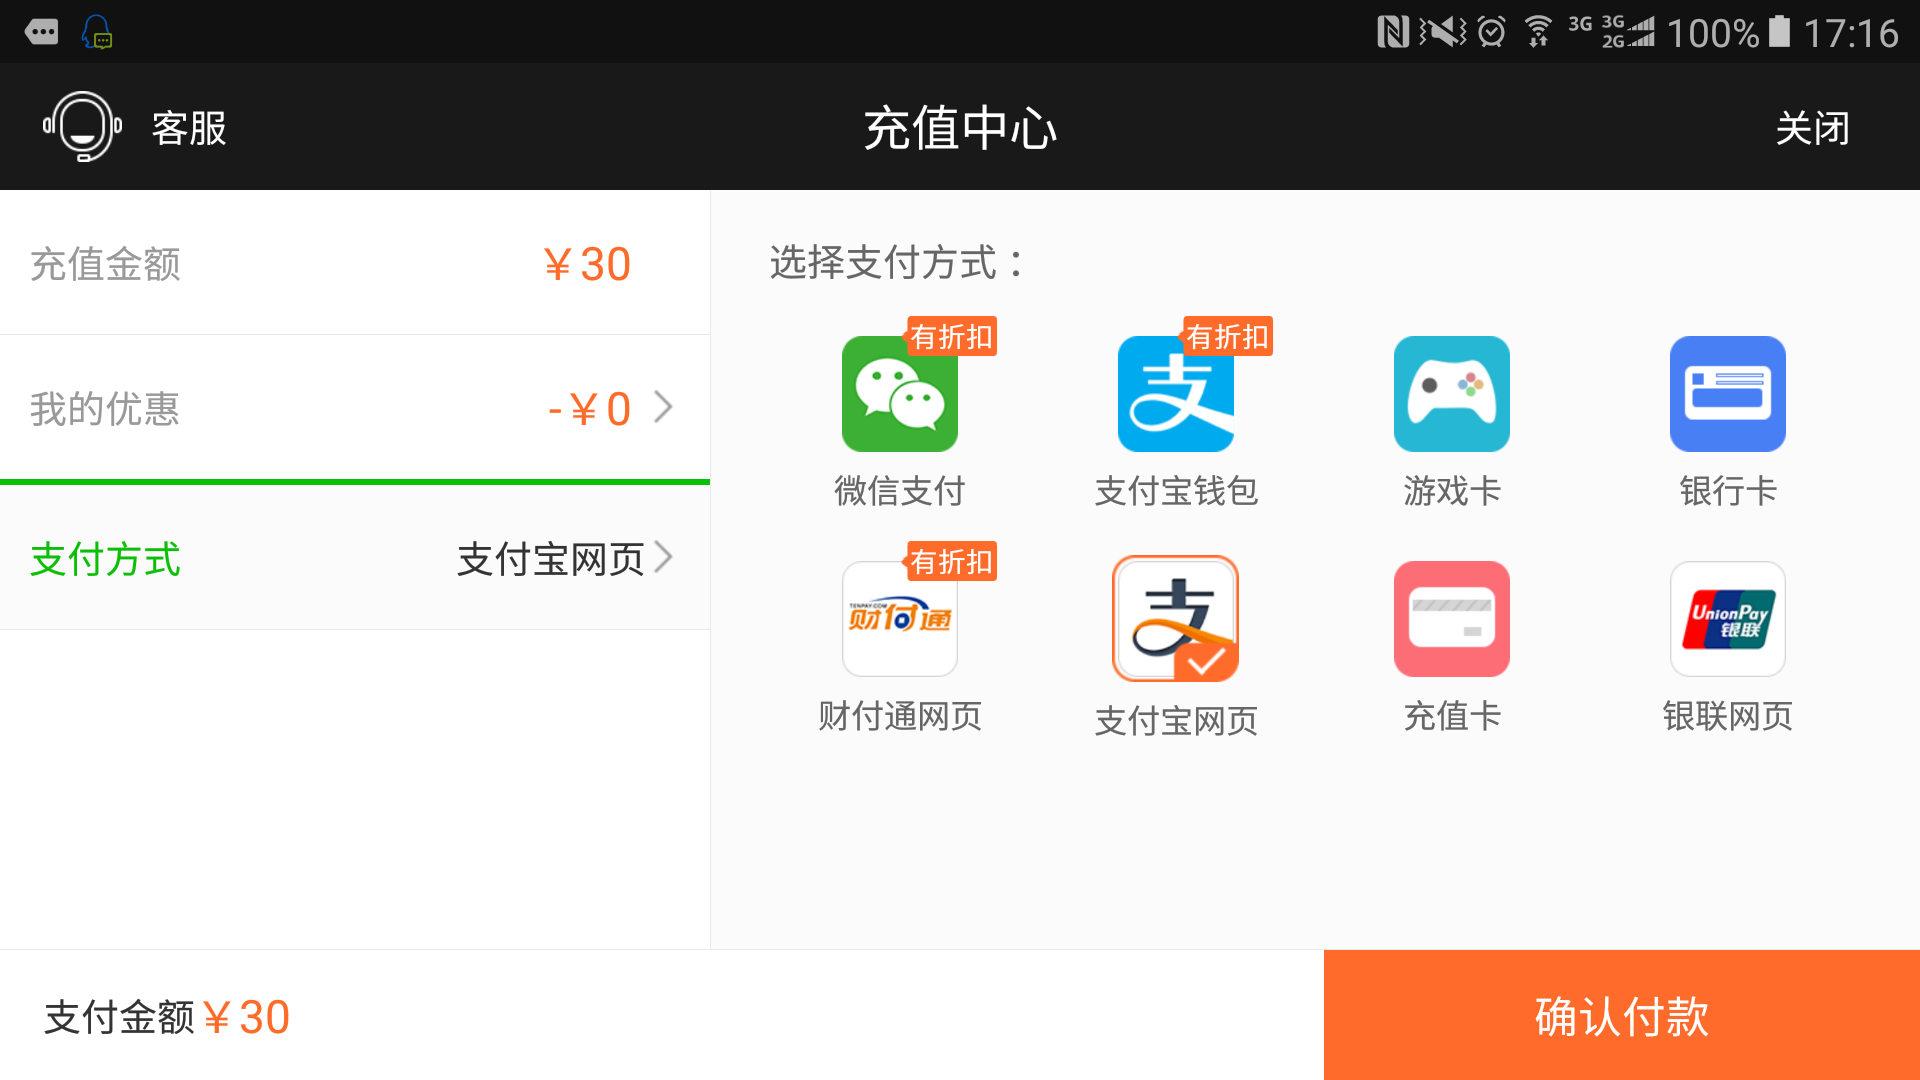 3G 3G 2G 100% 17:16
客服 充值中心 关闭
充值金额 ￥30
我的优惠 -￥0
支付方式 支付宝网页
选择支付方式：
有折扣 有折扣
支
微信支付 支付宝钱包 游戏卡 银行卡
有折扣
TENPAY.COM
财付通
支
UnionPay
银联
财付通网页 支付宝网页 充值卡 银联网页
支付金额￥30 确认付款